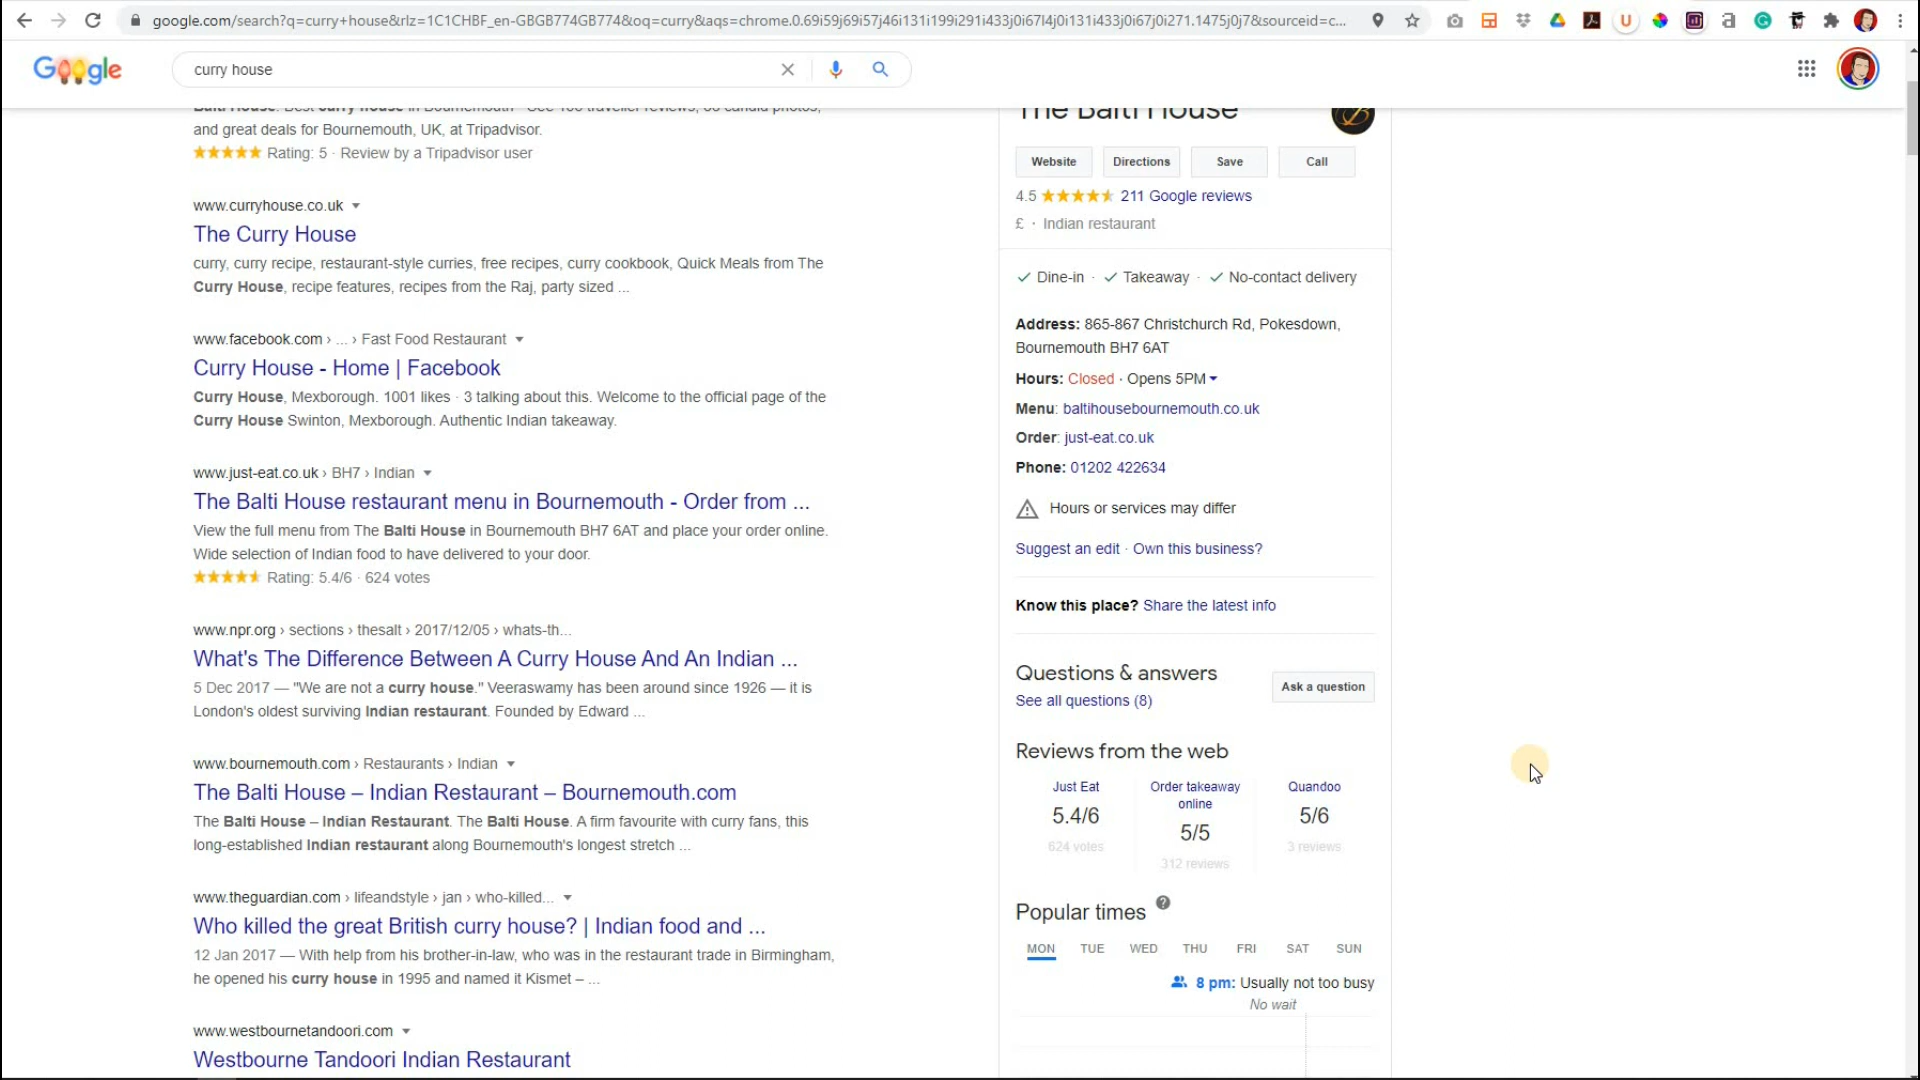 google.com/search?q=curry+house&rlz=1C1CHBF_en-GBGB774GB774&oq=curry&aqs=chrome.0.69i59j69i57j46i131i199i291i433j0i67l4j0i131i433j0i67j0i271.1475j0j7&sourceid=c...
Google
curry house
Balti House: Best curry house in Bournemouth - See 168 traveller reviews, 38 candid photos,
and great deals for Bournemouth, UK, at Tripadvisor.
Rating: 5 · Review by a Tripadvisor user
www.curryhouse.co.uk
The Curry House
curry, curry recipe, restaurant-style curries, free recipes, curry cookbook, Quick Meals from The
Curry House, recipe features, recipes from the Raj, party sized ...
www.facebook.com › ... › Fast Food Restaurant
Curry House - Home | Facebook
Curry House, Mexborough. 1001 likes · 3 talking about this. Welcome to the official page of the
Curry House Swinton, Mexborough. Authentic Indian takeaway.
www.just-eat.co.uk › BH7 › Indian
The Balti House restaurant menu in Bournemouth - Order from ...
View the full menu from The Balti House in Bournemouth BH7 6AT and place your order online.
Wide selection of Indian food to have delivered to your door.
Rating: 5.4/6 · 624 votes
www.npr.org › sections › thesalt › 2017/12/05 › whats-th...
What's The Difference Between A Curry House And An Indian ...
5 Dec 2017 — "We are not a curry house." Veeraswamy has been around since 1926 — it is
London's oldest surviving Indian restaurant. Founded by Edward ...
www.bournemouth.com › Restaurants › Indian
The Balti House – Indian Restaurant – Bournemouth.com
The Balti House – Indian Restaurant. The Balti House. A firm favourite with curry fans, this
long-established Indian restaurant along Bournemouth's longest stretch ...
www.theguardian.com › lifeandstyle › jan › who-killed...
Who killed the great British curry house? | Indian food and ...
12 Jan 2017 — With help from his brother-in-law, who was in the restaurant trade in Birmingham,
he opened his curry house in 1995 and named it Kismet – ...
www.westbournetandoori.com
Westbourne Tandoori Indian Restaurant
The Balti House
Website Directions Save Call
4.5 211 Google reviews
£ · Indian restaurant
Dine-in · Takeaway · No-contact delivery
Address: 865-867 Christchurch Rd, Pokesdown,
Bournemouth BH7 6AT
Hours: Closed · Opens 5PM
Menu: baltihousebournemouth.co.uk
Order: just-eat.co.uk
Phone: 01202 422634
Hours or services may differ
Suggest an edit · Own this business?
Know this place? Share the latest info
Questions & answers
Ask a question
See all questions (8)
Reviews from the web
Just Eat
5.4/6
624 votes
Order takeaway
online
5/5
312 reviews
Quandoo
5/6
3 reviews
Popular times
MON TUE WED THU FRI SAT SUN
8 pm: Usually not too busy
No wait